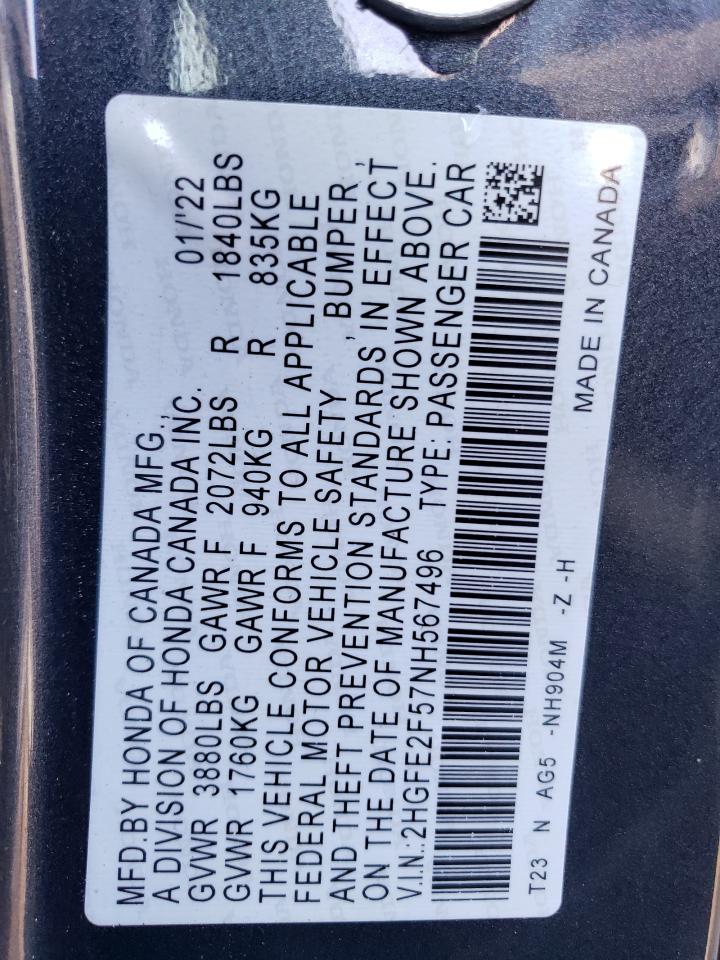 MFD.BY HONDA OF CANADA MFG.,
A DIVISION OF HONDA CANADA INC. 01/'22
GVWR 3880LBS GAWR F 2072LBS R 1840LBS
GVWR 1760KG GAWR F 940KG R 835KG
THIS VEHICLE CONFORMS TO ALL APPLICABLE
FEDERAL MOTOR VEHICLE SAFETY , BUMPER ,
AND THEFT PREVENTION STANDARDS IN EFFECT
ON THE DATE OF MANUFACTURE SHOWN ABOVE.
V.I.N.:2HGFE2F57NH567496 TYPE: PASSENGER CAR
T23 N AG5 -NH904M -Z -H MADE IN CANADA